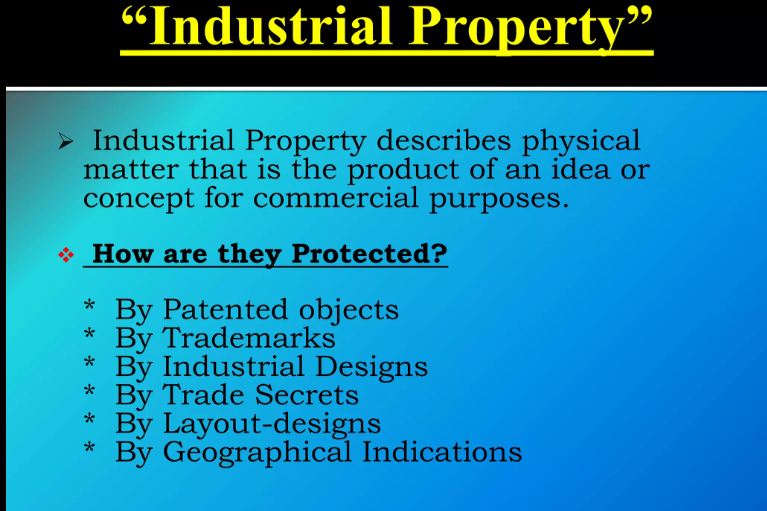 “Industrial Property”
➢ Industrial Property describes physical
matter that is the product of an idea or
concept for commercial purposes.
❖ How are they Protected?
* By Patented objects
* By Trademarks
* By Industrial Designs
* By Trade Secrets
* By Layout-designs
* By Geographical Indications